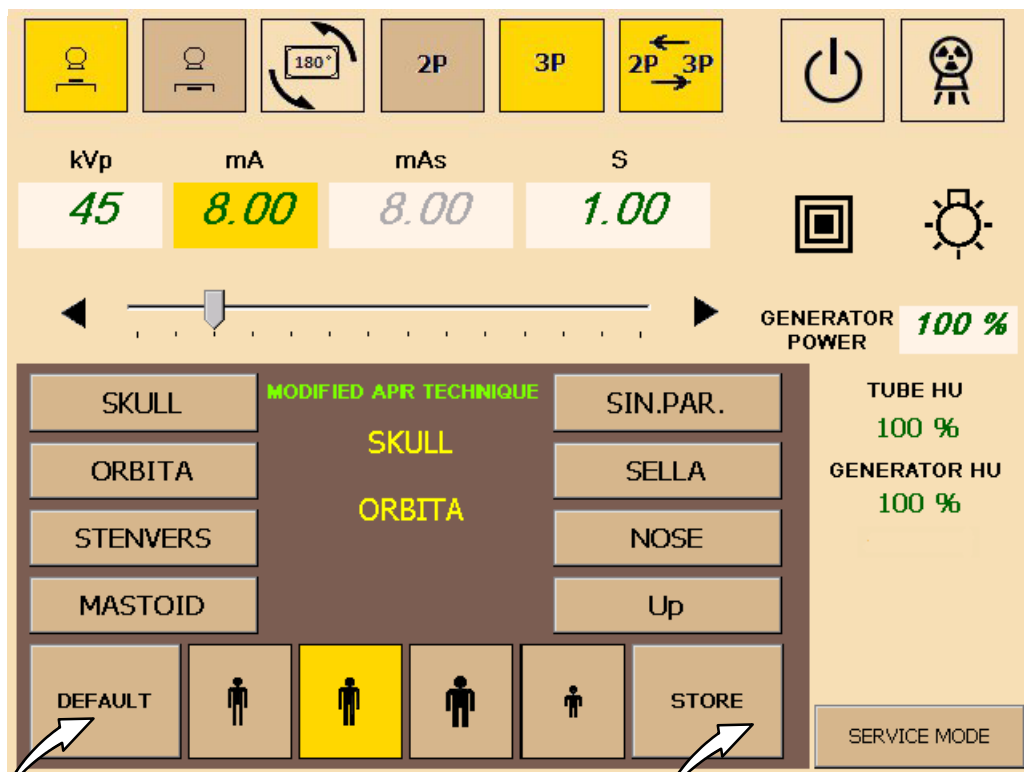 180°
2P
3P
2P 3P
kVp
mA
mAs
S
45
8.00
8.00
1.00
GENERATOR
POWER
100 %
SKULL
ORBITA
STENVERS
MASTOID
MODIFIED APR TECHNIQUE
SKULL
ORBITA
SIN.PAR.
SELLA
NOSE
Up
TUBE HU
100 %
GENERATOR HU
100 %
DEFAULT
STORE
SERVICE MODE